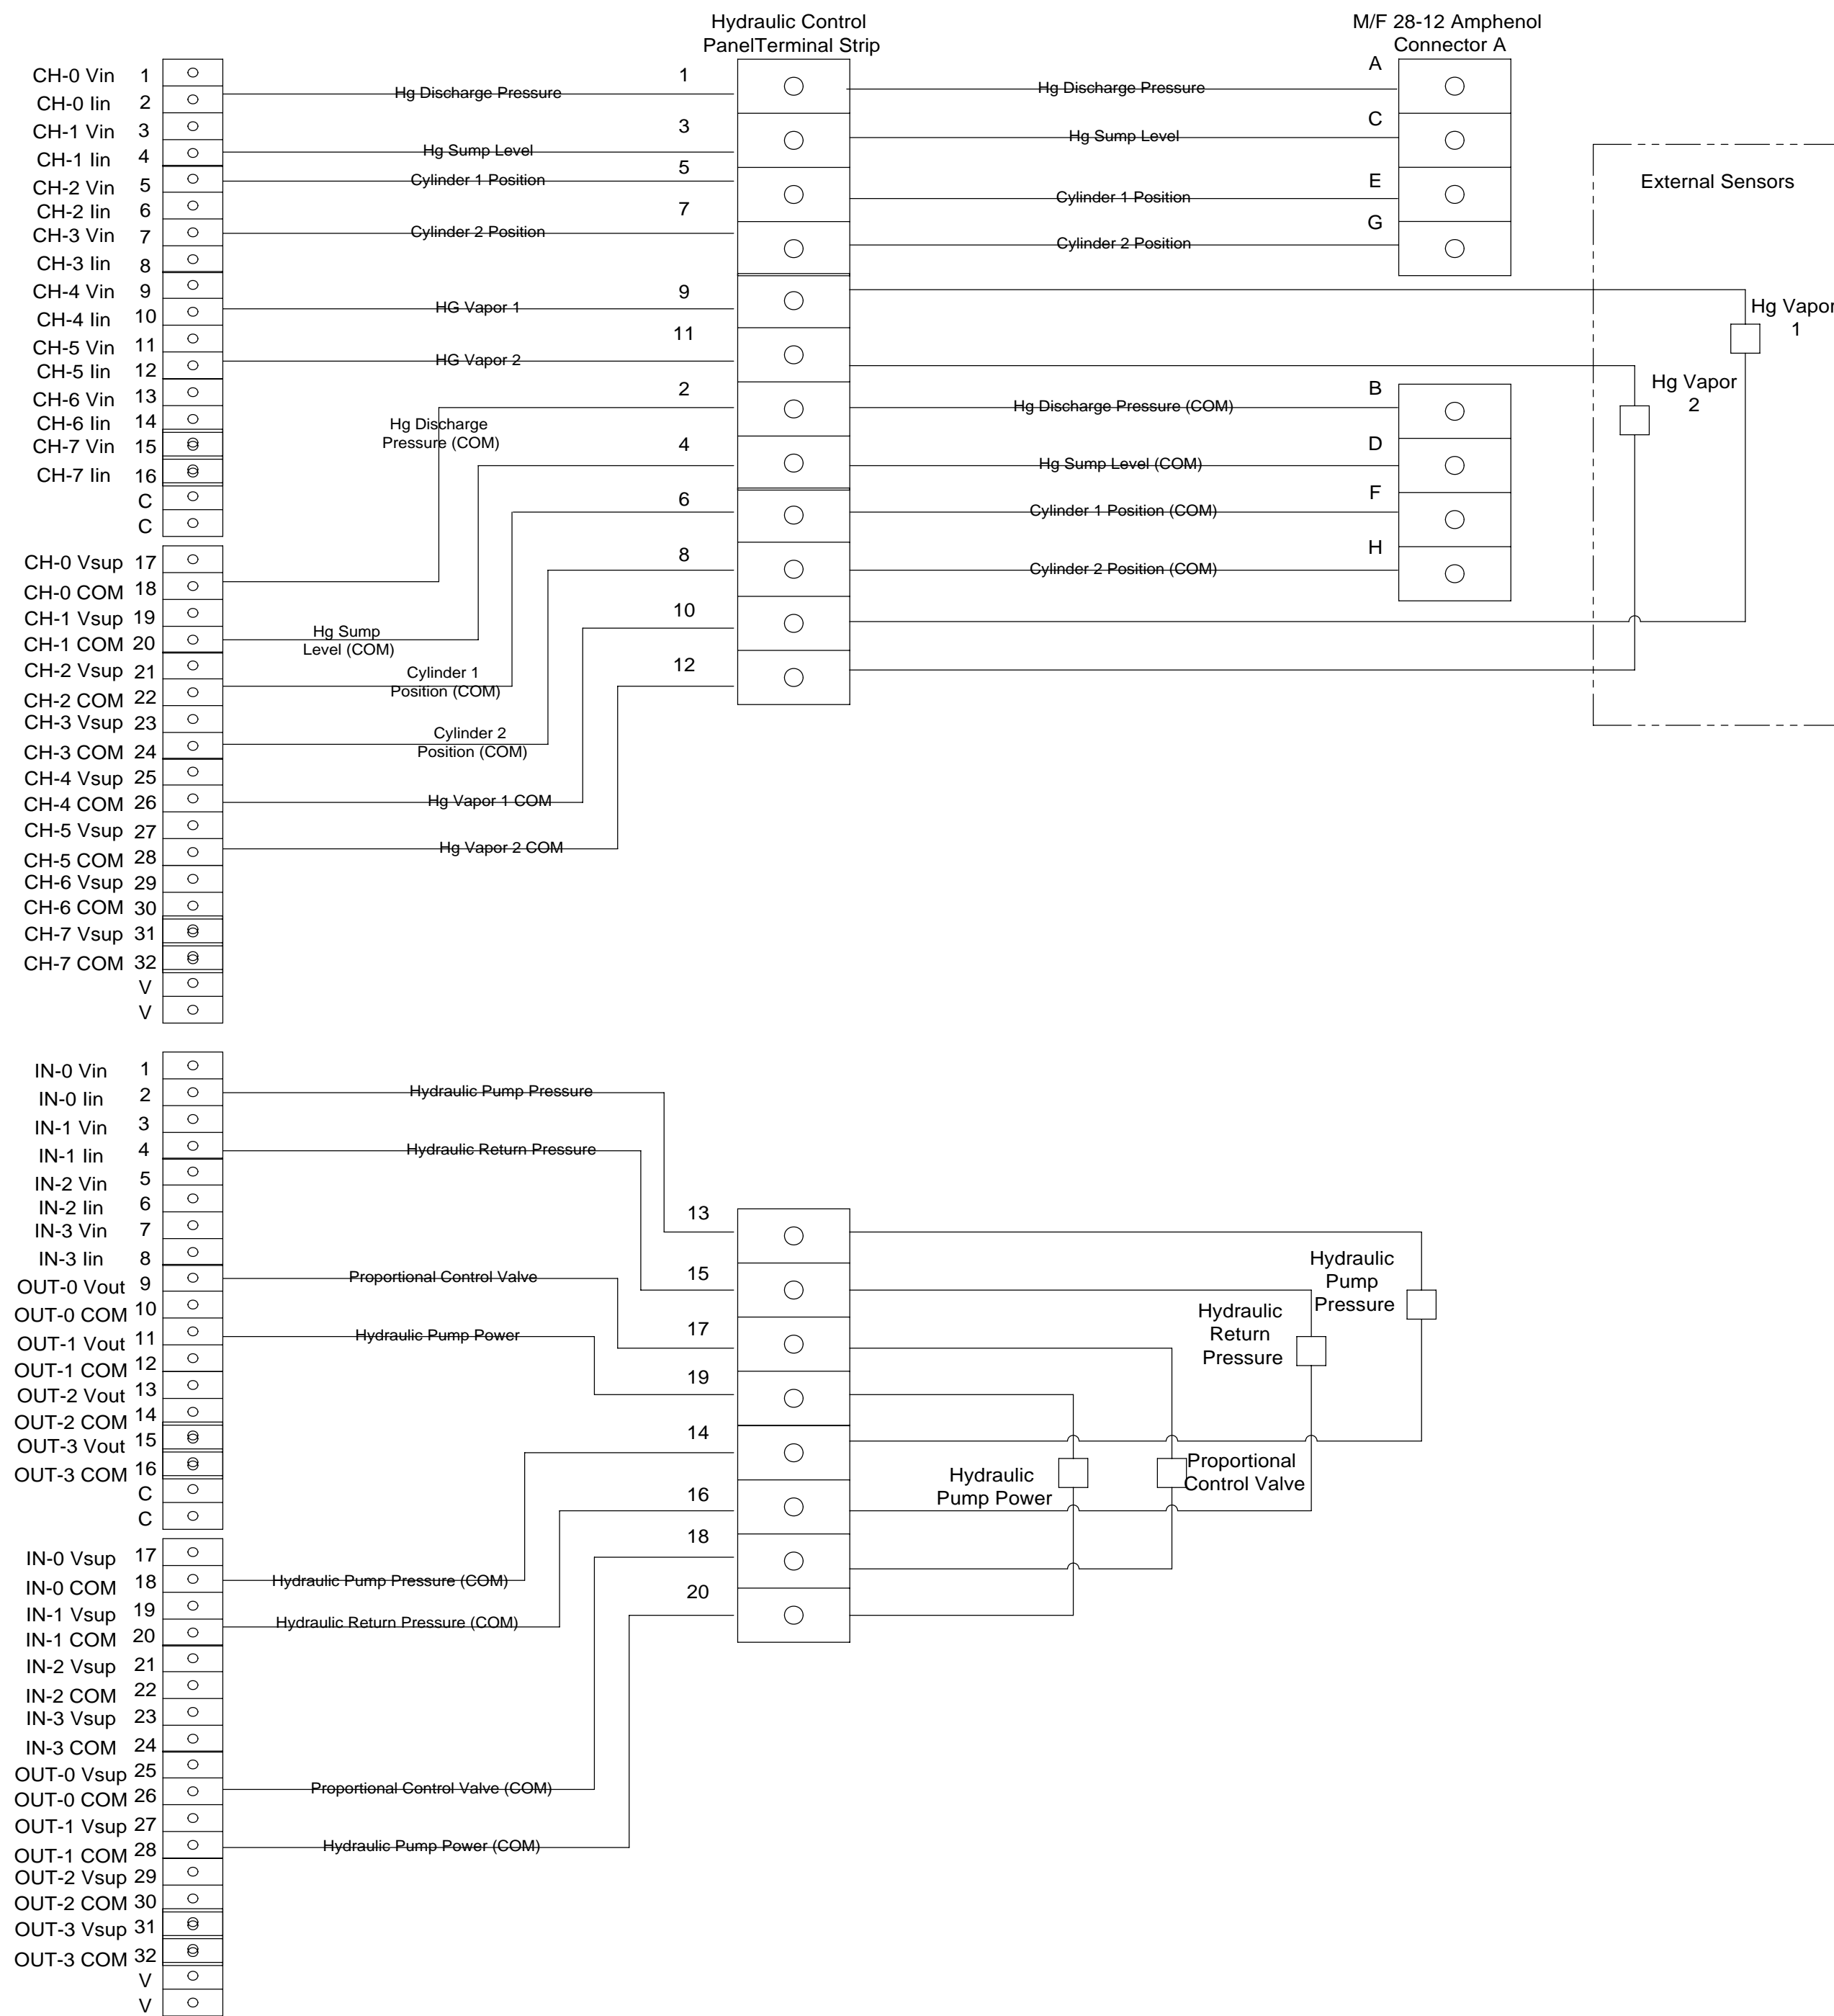 Hydraulic Control
PanelTerminal Strip
M/F 28-12 Amphenol
Connector A
CH-0 Vin 1
CH-0 Iin 2
CH-1 Vin 3
CH-1 Iin 4
CH-2 Vin 5
CH-2 Iin 6
CH-3 Vin 7
CH-3 Iin 8
CH-4 Vin 9
CH-4 Iin 10
CH-5 Vin 11
CH-5 Iin 12
CH-6 Vin 13
CH-6 Iin 14
CH-7 Vin 15
CH-7 Iin 16
C
C
Hg Discharge Pressure
Hg Sump Level
Cylinder 1 Position
Cylinder 2 Position
HG Vapor 1
HG Vapor 2
Hg Discharge
Pressure (COM)
1
3
5
7
9
11
2
4
6
8
10
12
Hg Discharge Pressure
Hg Sump Level
Cylinder 1 Position
Cylinder 2 Position
Hg Discharge Pressure (COM)
Hg Sump Level (COM)
Cylinder 1 Position (COM)
Cylinder 2 Position (COM)
A
C
E
G
B
D
F
H
External Sensors
Hg Vapor
1
Hg Vapor
2
CH-0 Vsup 17
CH-0 COM 18
CH-1 Vsup 19
CH-1 COM 20
CH-2 Vsup 21
CH-2 COM 22
CH-3 Vsup 23
CH-3 COM 24
CH-4 Vsup 25
CH-4 COM 26
CH-5 Vsup 27
CH-5 COM 28
CH-6 Vsup 29
CH-6 COM 30
CH-7 Vsup 31
CH-7 COM 32
V
V
Hg Sump
Level (COM)
Cylinder 1
Position (COM)
Cylinder 2
Position (COM)
Hg Vapor 1 COM
Hg Vapor 2 COM
IN-0 Vin 1
IN-0 Iin 2
IN-1 Vin 3
IN-1 Iin 4
IN-2 Vin 5
IN-2 Iin 6
IN-3 Vin 7
IN-3 Iin 8
OUT-0 Vout 9
OUT-0 COM 10
OUT-1 Vout 11
OUT-1 COM 12
OUT-2 Vout 13
OUT-2 COM 14
OUT-3 Vout 15
OUT-3 COM 16
C
C
Hydraulic Pump Pressure
Hydraulic Return Pressure
Proportional Control Valve
Hydraulic Pump Power
13
15
17
19
14
16
18
20
Hydraulic
Pump
Pressure
Hydraulic
Return
Pressure
Proportional
Control Valve
Hydraulic
Pump Power
IN-0 Vsup 17
IN-0 COM 18
IN-1 Vsup 19
IN-1 COM 20
IN-2 Vsup 21
IN-2 COM 22
IN-3 Vsup 23
IN-3 COM 24
OUT-0 Vsup 25
OUT-0 COM 26
OUT-1 Vsup 27
OUT-1 COM 28
OUT-2 Vsup 29
OUT-2 COM 30
OUT-3 Vsup 31
OUT-3 COM 32
V
V
Hydraulic Pump Pressure (COM)
Hydraulic Return Pressure (COM)
Proportional Control Valve (COM)
Hydraulic Pump Power (COM)